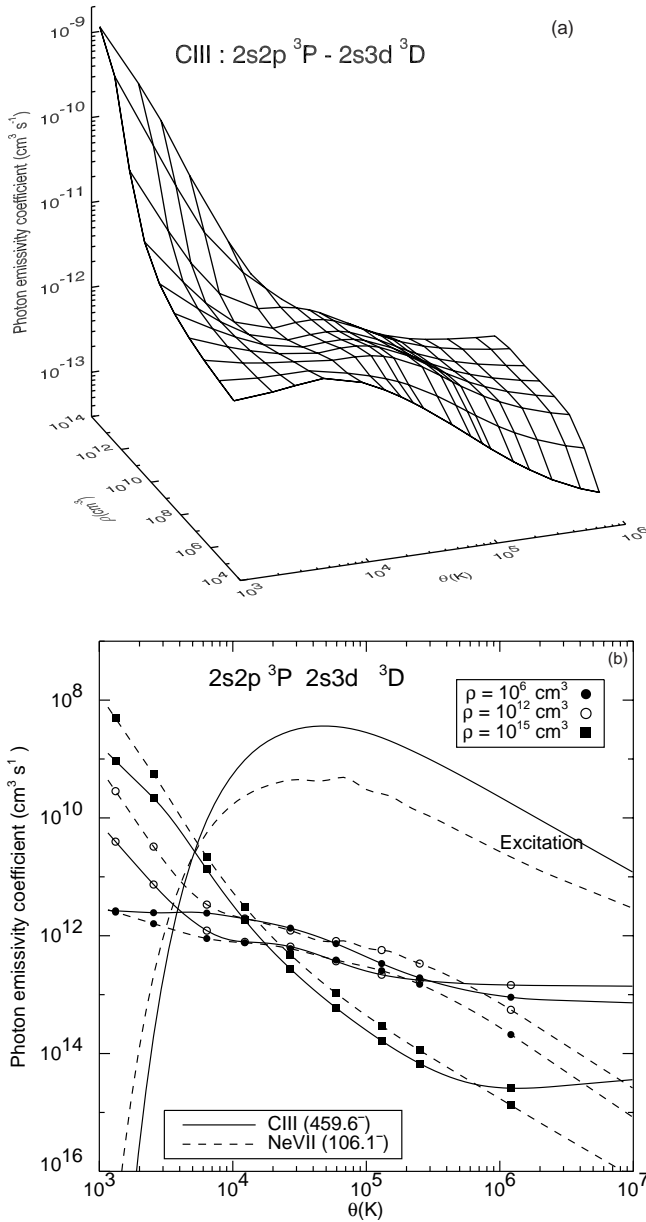 (a)
CIII : 2s2p ³P - 2s3d ³D
Photon emissivity coefficient (cm³ s⁻¹)
10⁻⁹
10⁻¹⁰
10⁻¹¹
10⁻¹²
10⁻¹³
10¹⁴
10¹²
10¹⁰
10⁸
10⁶
10⁴
10³
10⁴
10⁵
10⁶
θ(K)
(b)
2s2p ³P 2s3d ³D
ρ = 10⁶ cm³
ρ = 10¹² cm³
ρ = 10¹⁵ cm³
Photon emissivity coefficient (cm³ s¹)
10⁸
10¹⁰
10¹²
10¹⁴
10¹⁶
Excitation
CIII (459.6⁻)
NeVII (106.1⁻)
10³
10⁴
10⁵
10⁶
10⁷
θ(K)